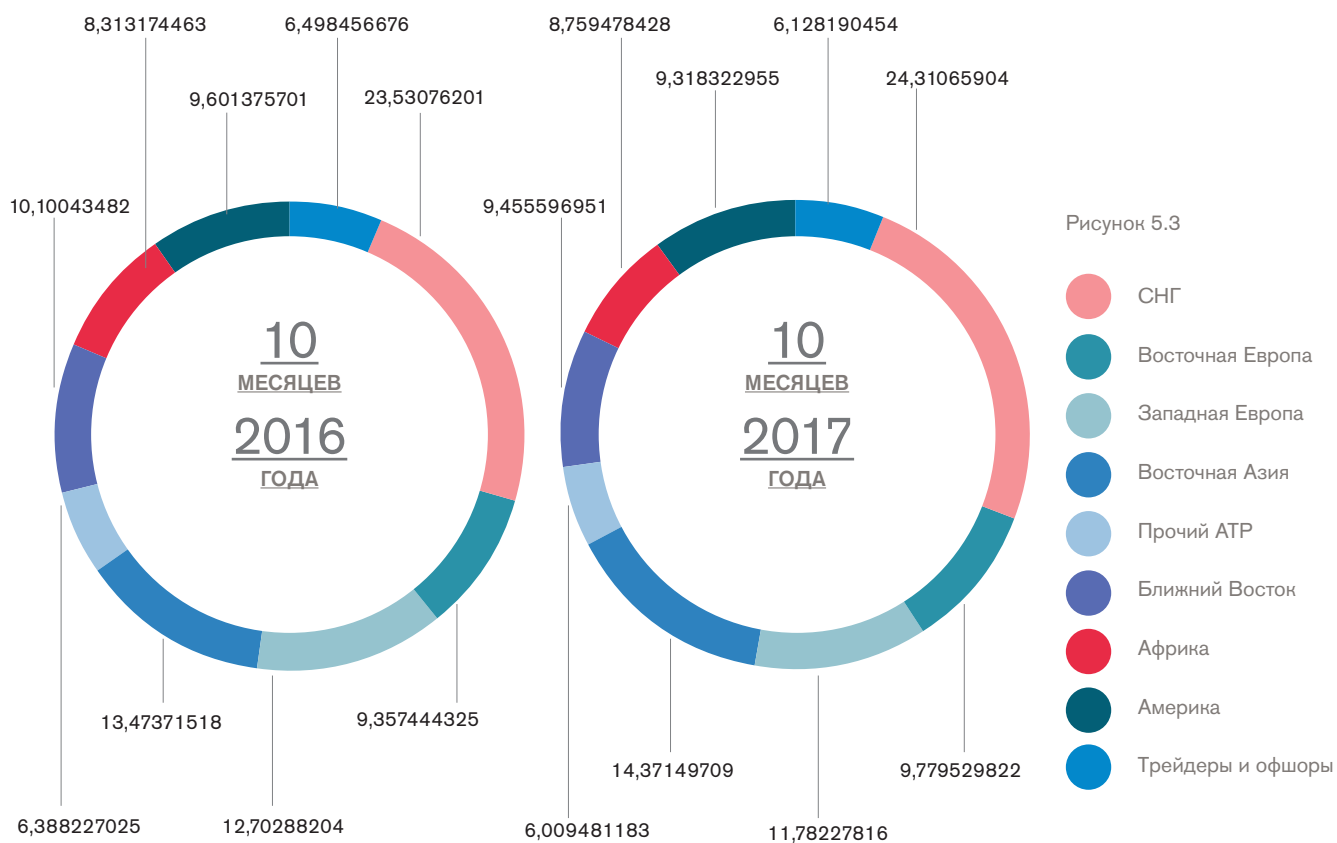 8,313174463
6,498456676
9,601375701
23,53076201
10,10043482
10
МЕСЯЦЕВ
2016
ГОДА
13,47371518
9,357444325
6,388227025
12,70288204
8,759478428
6,128190454
9,318322955
24,31065904
9,455596951
10
МЕСЯЦЕВ
2017
ГОДА
14,37149709
9,779529822
6,009481183
11,78227816
Рисунок 5.3
СНГ
Восточная Европа
Западная Европа
Восточная Азия
Прочий АТР
Ближний Восток
Африка
Америка
Трейдеры и офшоры